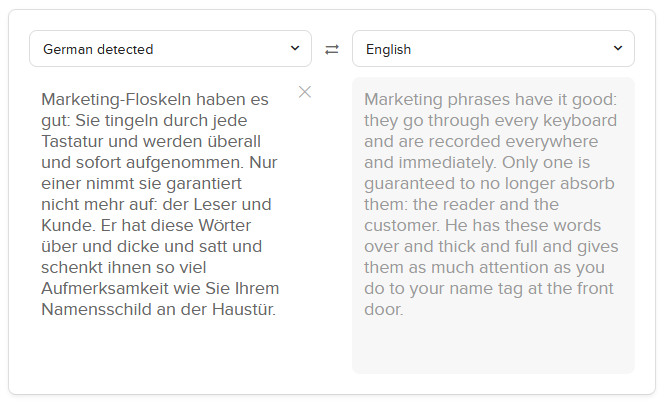 German detected
English
Marketing-Floskeln haben es
gut: Sie tingeln durch jede
Tastatur und werden überall
und sofort aufgenommen. Nur
einer nimmt sie garantiert
nicht mehr auf: der Leser und
Kunde. Er hat diese Wörter
über und dicke und satt und
schenkt ihnen so viel
Aufmerksamkeit wie Sie Ihrem
Namensschild an der Haustür.
Marketing phrases have it good:
they go through every keyboard
and are recorded everywhere
and immediately. Only one is
guaranteed to no longer absorb
them: the reader and the
customer. He has these words
over and thick and full and gives
them as much attention as you
do to your name tag at the front
door.